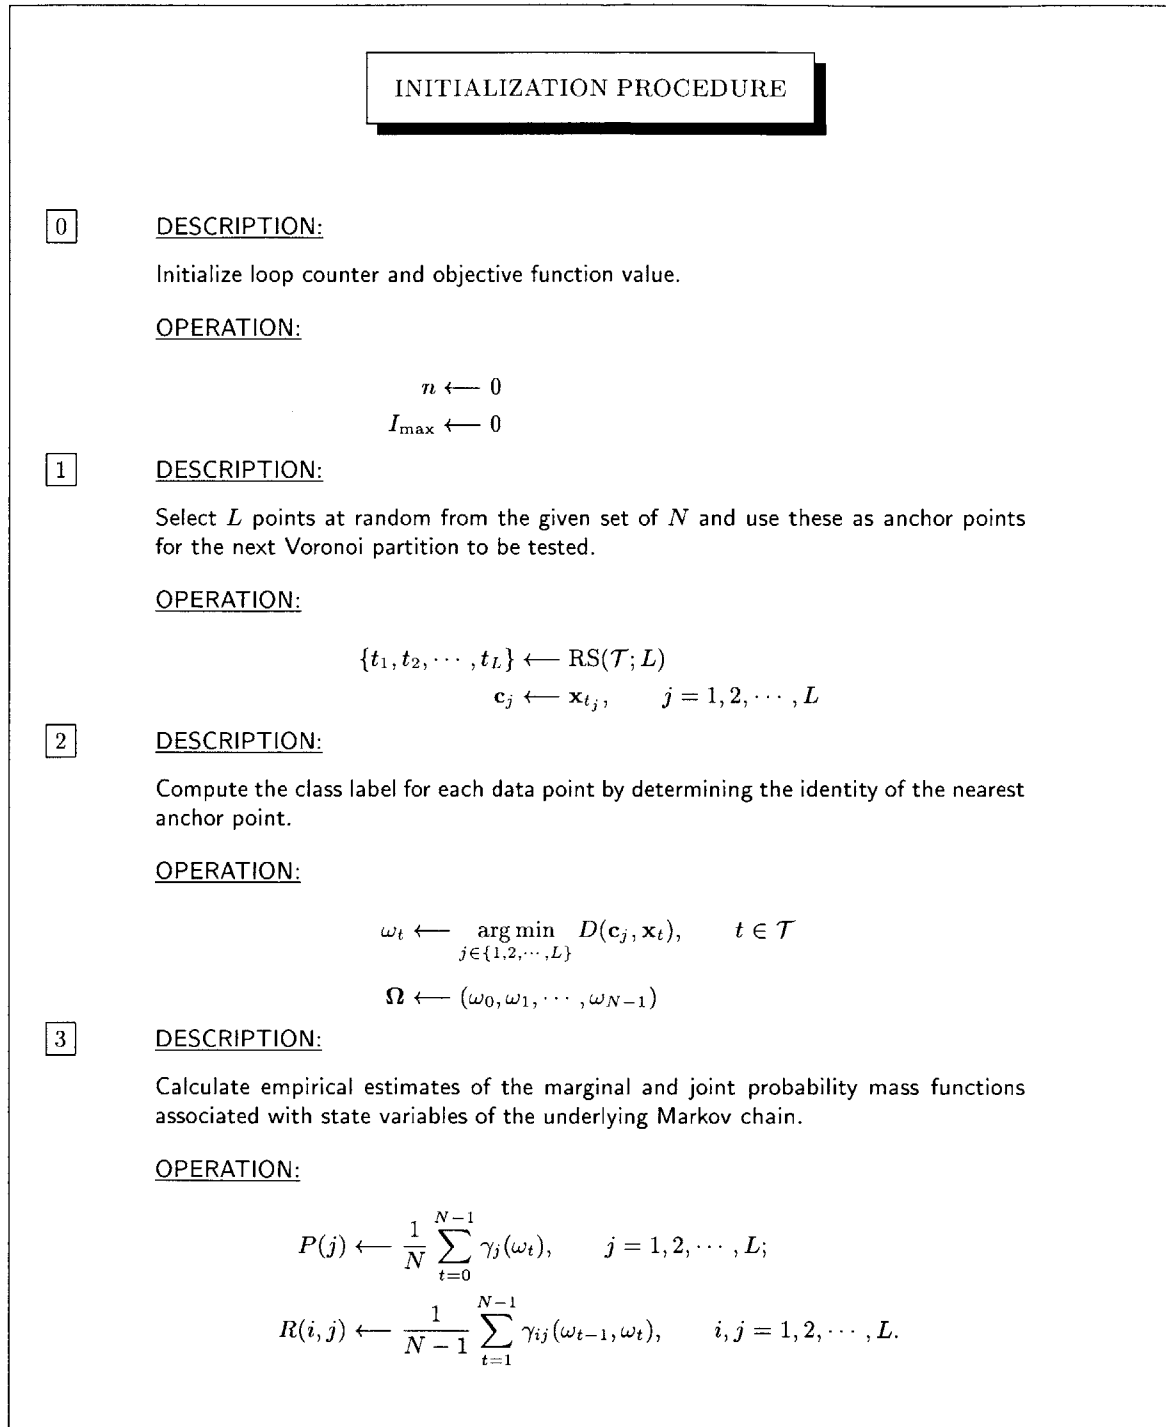 INITIALIZATION PROCEDURE
0 DESCRIPTION:
Initialize loop counter and objective function value.
OPERATION:
n ⟵ 0
I_max ⟵ 0
1 DESCRIPTION:
Select L points at random from the given set of N and use these as anchor points
for the next Voronoi partition to be tested.
OPERATION:
{t_1, t_2, ⋯ , t_L} ⟵ RS(𝒯; L)
c_j ⟵ x_{t_j}, j = 1, 2, ⋯ , L
2 DESCRIPTION:
Compute the class label for each data point by determining the identity of the nearest
anchor point.
OPERATION:
ω_t ⟵ arg min_{j∈{1,2,⋯,L}} D(c_j, x_t), t ∈ 𝒯
Ω ⟵ (ω_0, ω_1, ⋯ , ω_{N−1})
3 DESCRIPTION:
Calculate empirical estimates of the marginal and joint probability mass functions
associated with state variables of the underlying Markov chain.
OPERATION:
P(j) ⟵ \frac{1}{N} ∑_{t=0}^{N−1} γ_j(ω_t), j = 1, 2, ⋯ , L;
R(i, j) ⟵ \frac{1}{N − 1} ∑_{t=1}^{N−1} γ_{ij}(ω_{t−1}, ω_t), i, j = 1, 2, ⋯ , L.